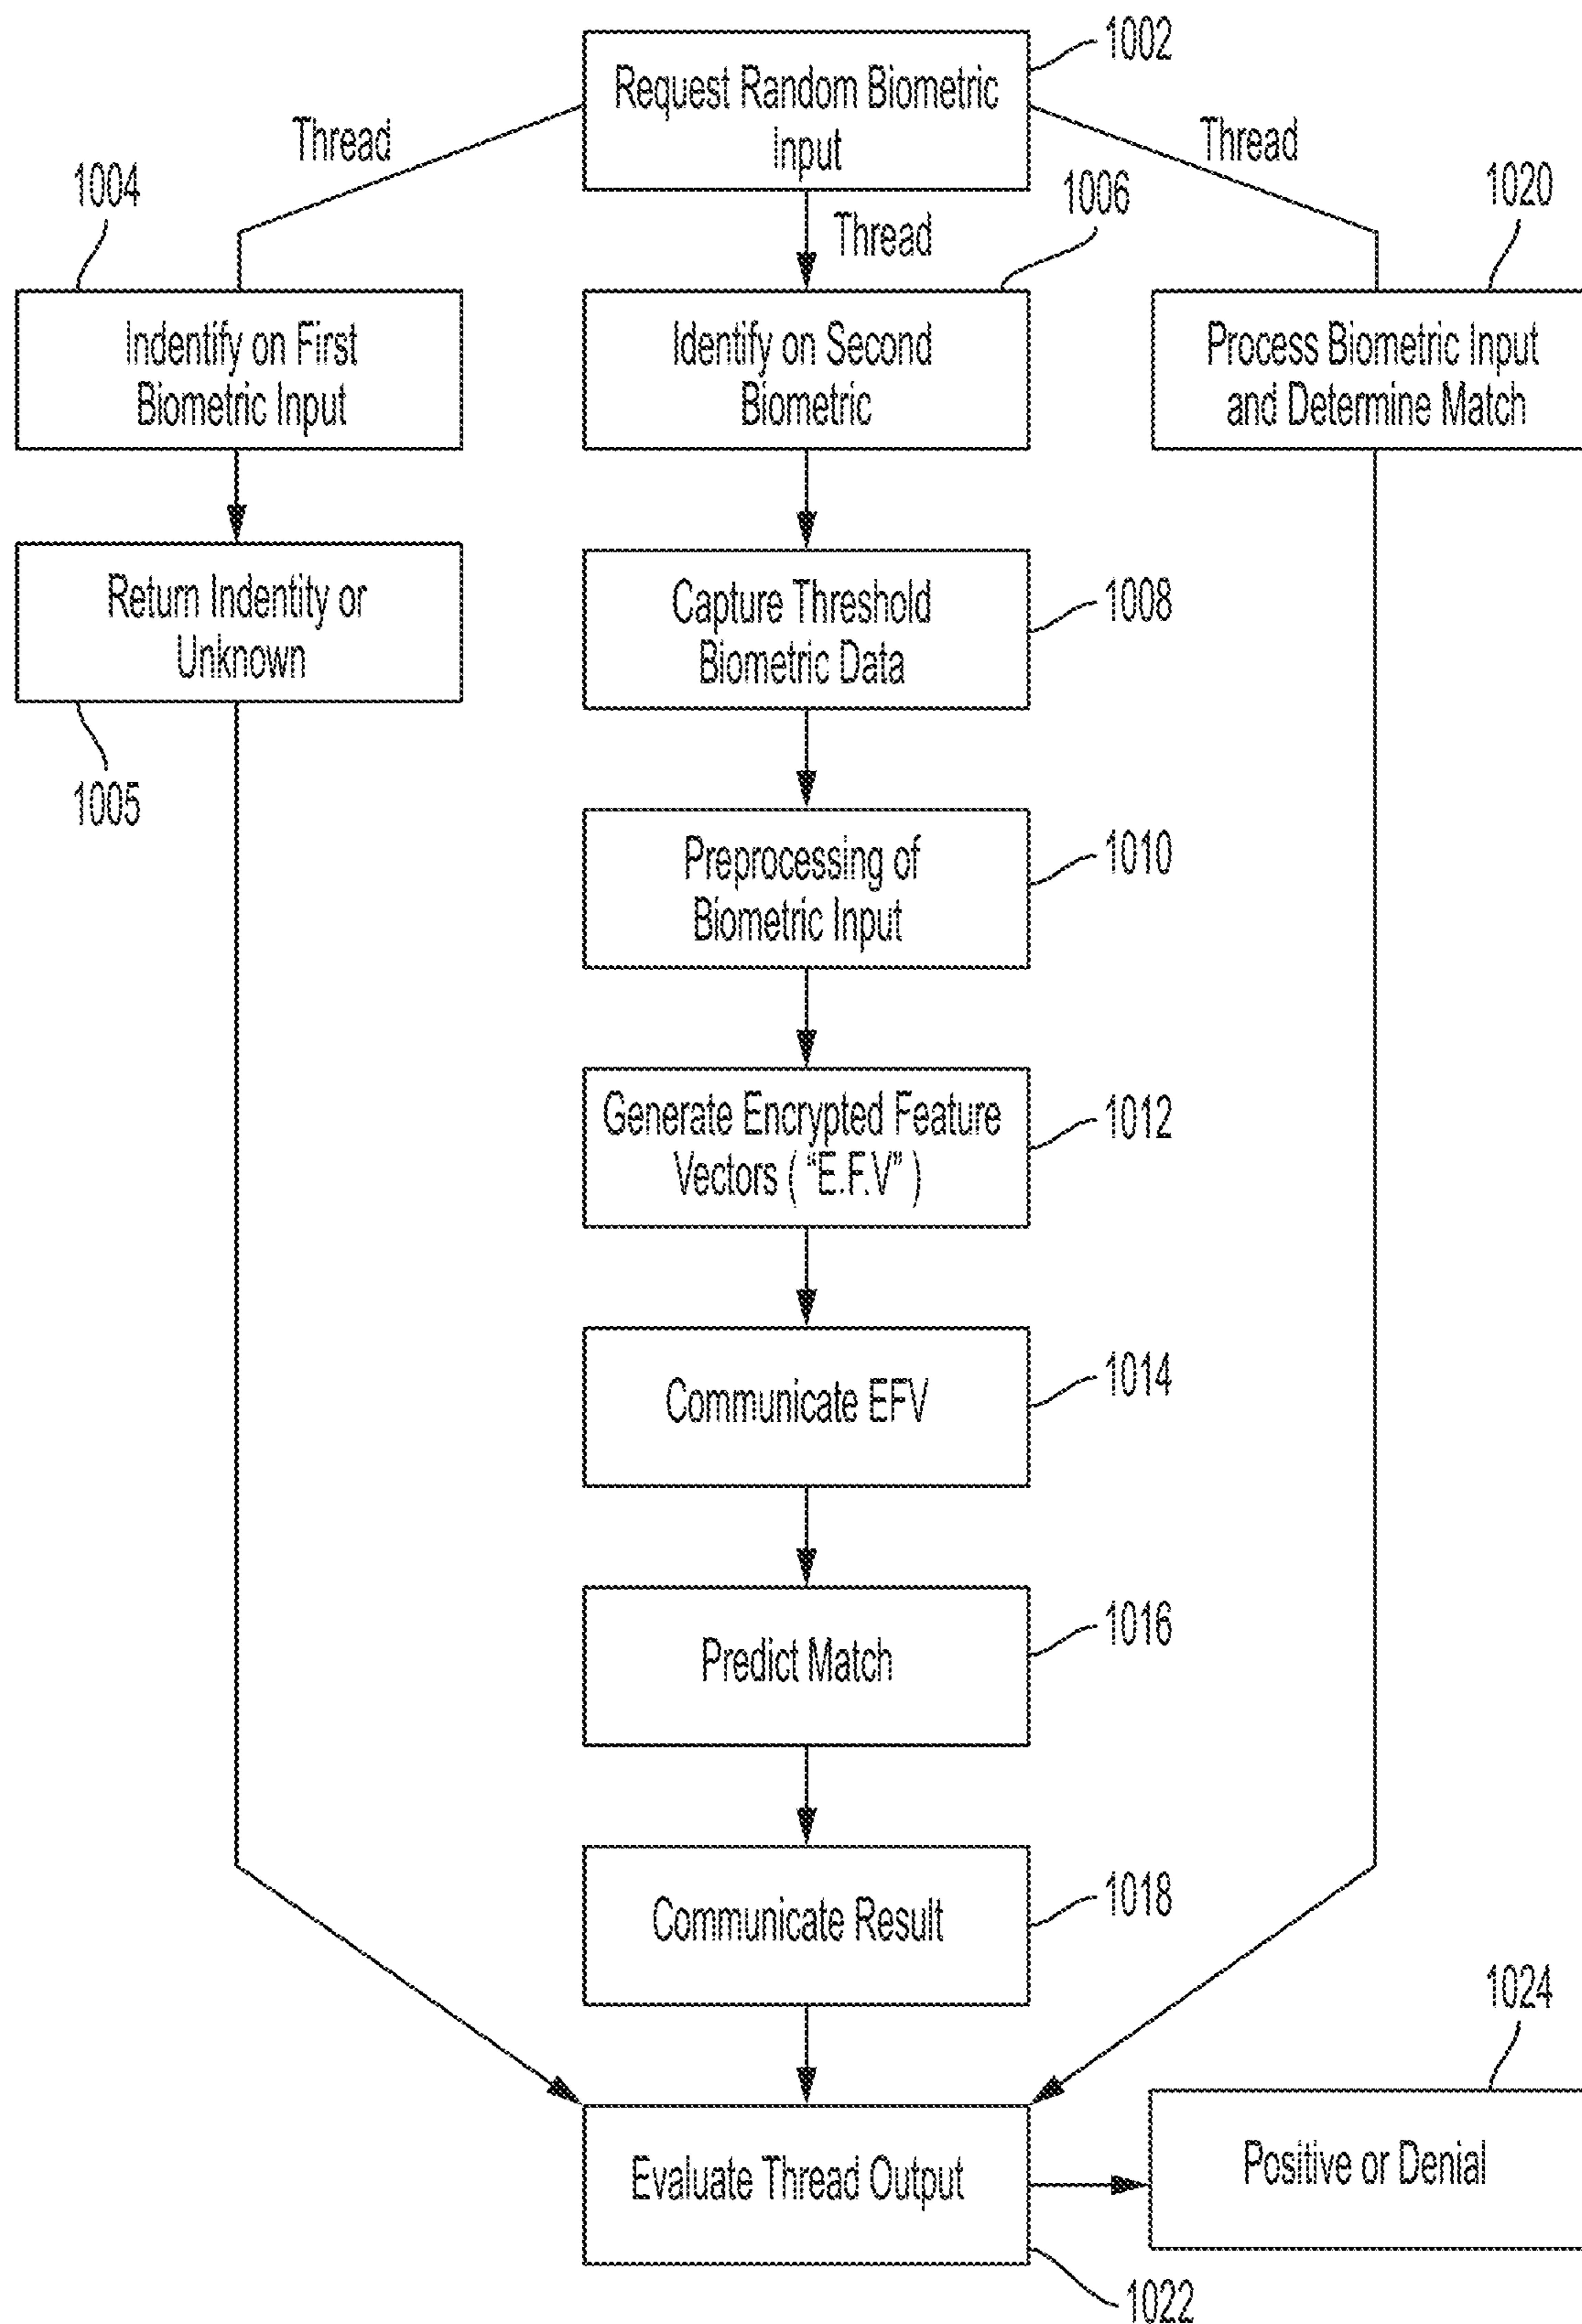 1002
Request Random Biometric
Input
Thread
Thread
Thread
1004
1006
1020
Indentify on First
Biometric Input
Identify on Second
Biometric
Process Biometric Input
and Determine Match
Return Indentity or
Unknown
1005
Capture Threshold
Biometric Data
1008
Preprocessing of
Biometric Input
1010
Generate Encrypted Feature
Vectors ( “E.F.V” )
1012
Communicate EFV
1014
Predict Match
1016
Communicate Result
1018
1024
Evaluate Thread Output
Positive or Denial
1022